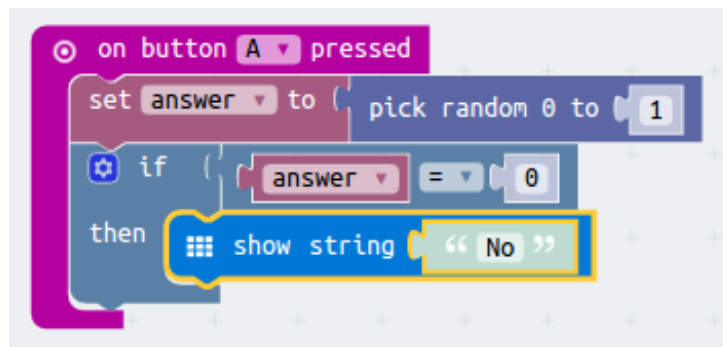 on button A pressed
set answer to pick random 0 to 1
if answer = 0
then show string “ No ”